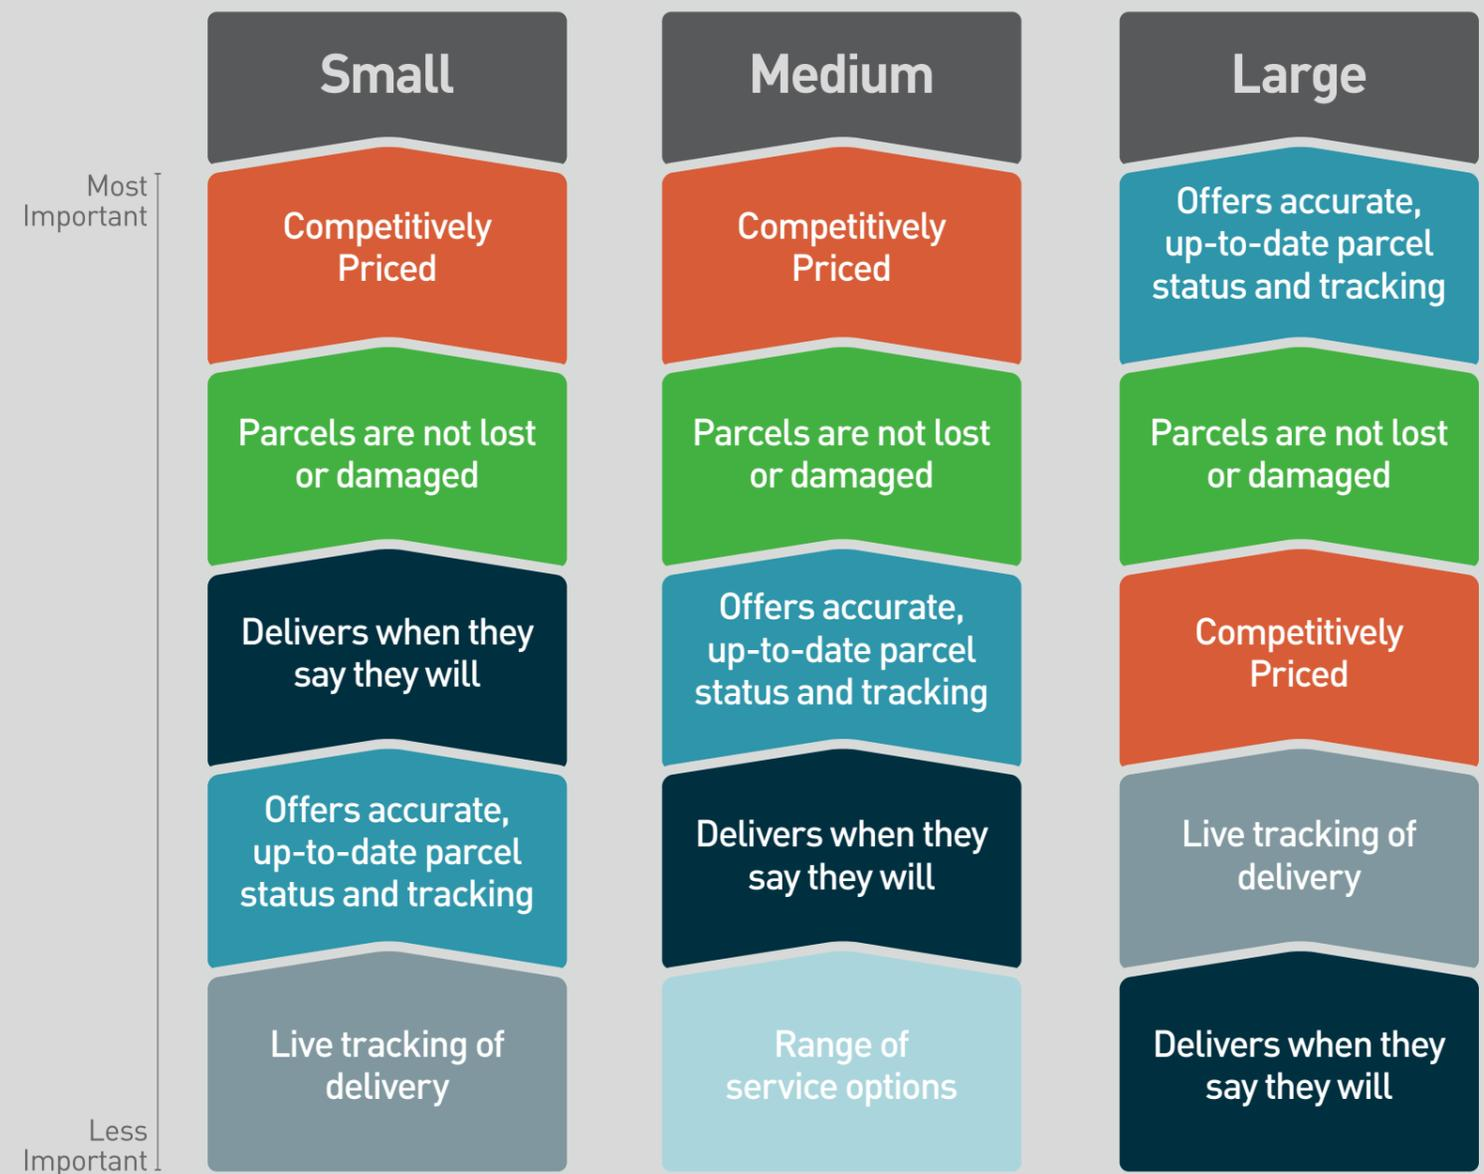 Small
Medium
Large
Most
Important
Competitively
Priced
Competitively
Priced
Offers accurate,
up-to-date parcel
status and tracking
Parcels are not lost
or damaged
Parcels are not lost
or damaged
Parcels are not lost
or damaged
Delivers when they
say they will
Offers accurate,
up-to-date parcel
status and tracking
Competitively
Priced
Offers accurate,
up-to-date parcel
status and tracking
Delivers when they
say they will
Live tracking of
delivery
Live tracking of
delivery
Range of
service options
Delivers when they
say they will
Less
Important